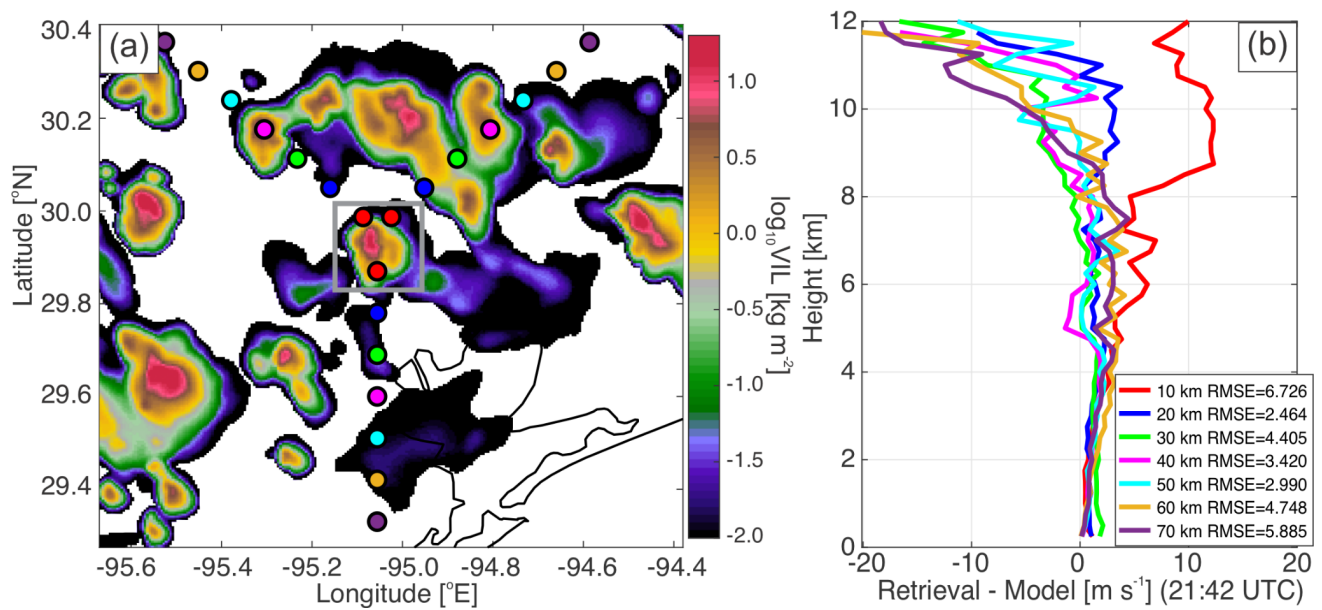 (a)
30.4
30.2
30.0
29.8
29.6
29.4
Latitude [°N]
-95.6
-95.4
-95.2
-95.0
-94.8
-94.6
-94.4
Longitude [°E]
1.0
0.5
0.0
-0.5
-1.0
-1.5
-2.0
log₁₀ VIL [kg m⁻²]
(b)
12
10
8
6
4
2
0
Height [km]
-20
-10
0
10
20
Retrieval - Model [m s⁻¹] (21:42 UTC)
10 km RMSE=6.726
20 km RMSE=2.464
30 km RMSE=4.405
40 km RMSE=3.420
50 km RMSE=2.990
60 km RMSE=4.748
70 km RMSE=5.885